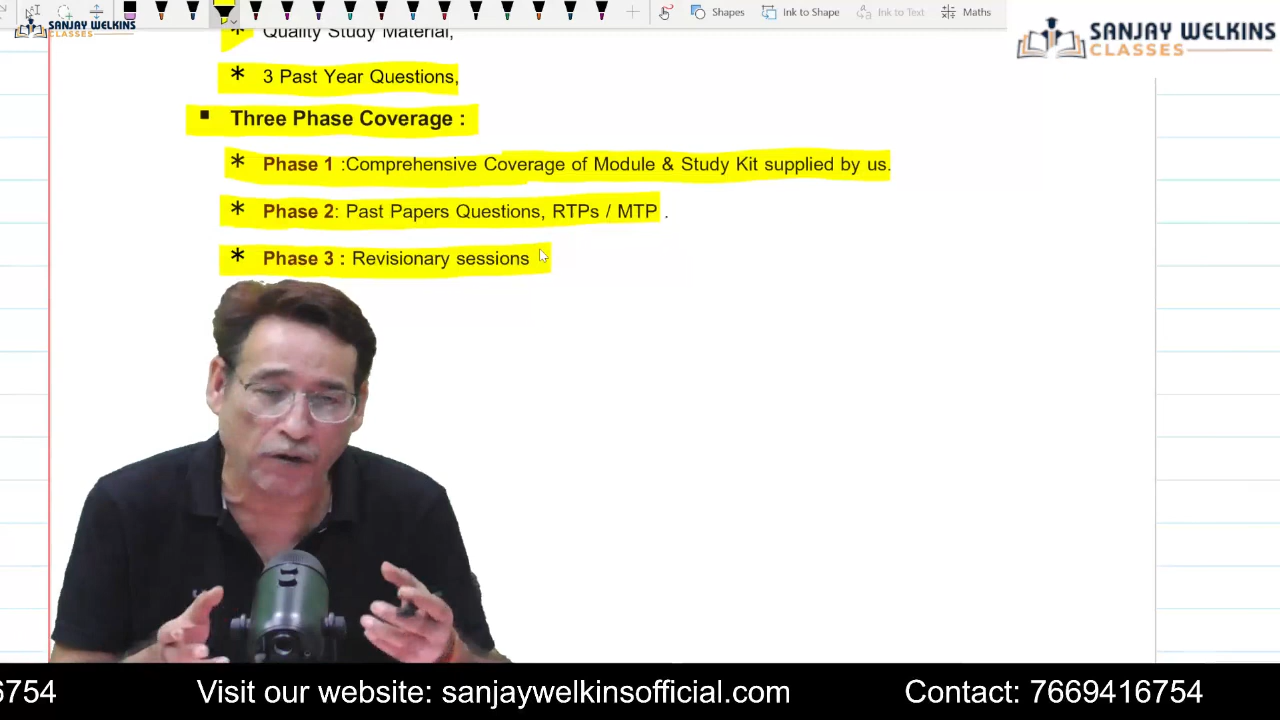 Shapes Ink to Shape Ink to Text Maths
SANJAY WELKINS
CLASSES
SANJAY WELKINS
CLASSES
* Quality Study Material,
* 3 Past Year Questions,
▪ Three Phase Coverage :
* Phase 1 :Comprehensive Coverage of Module & Study Kit supplied by us.
* Phase 2: Past Papers Questions, RTPs / MTP .
* Phase 3 : Revisionary sessions
6754 Visit our website: sanjaywelkinsofficial.com Contact: 7669416754